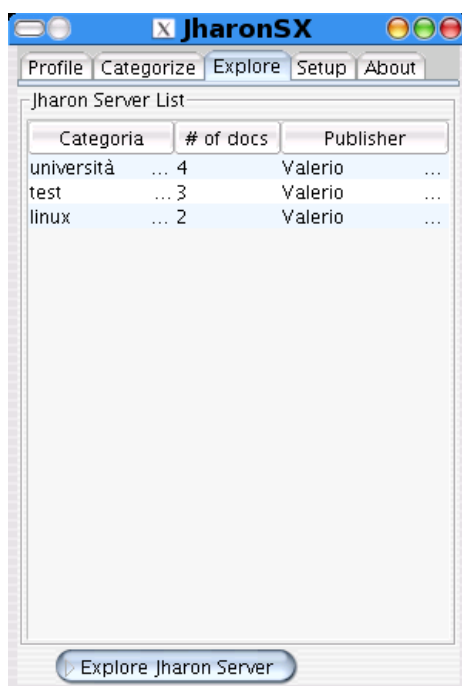 X JharonSX
Profile Categorize Explore Setup About
Jharon Server List
Categoria # of docs Publisher
università ... 4 Valerio ...
test ... 3 Valerio ...
linux ... 2 Valerio ...
Explore Jharon Server